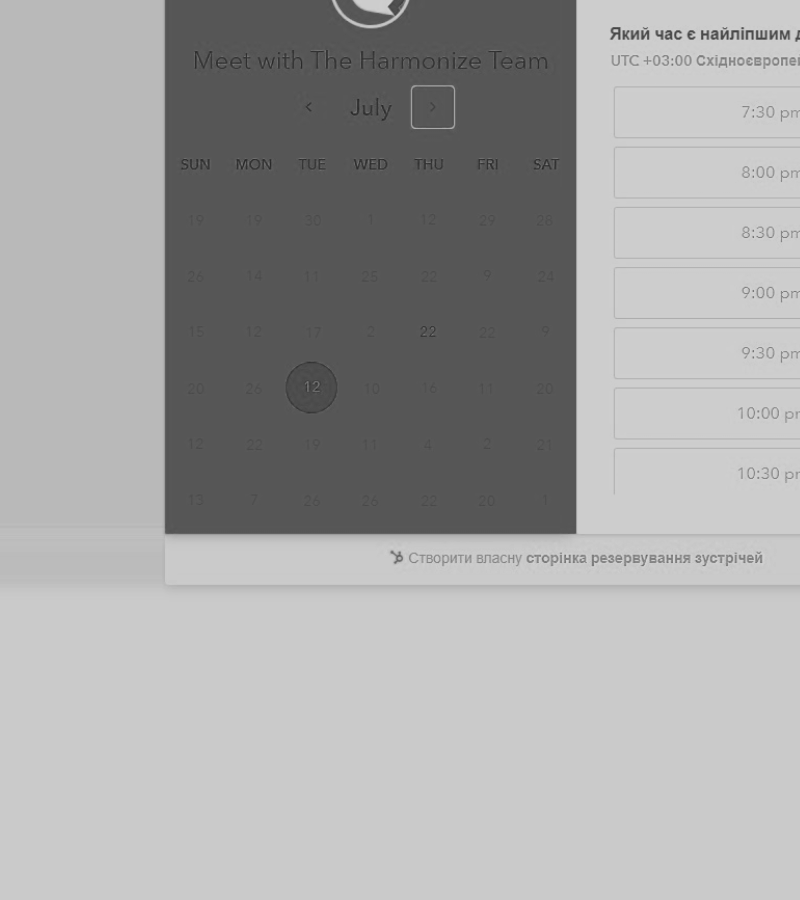 Meet with The Harmonize Team
July
SUN MON TUE WED THU FRI SAT
19 19 30 1 12 29 28
26 14 11 25 22 9 24
15 12 17 2 22 22 9
20 26 12 10 16 11 20
12 22 19 11 4 2 21
13 7 26 26 22 20 1
Який час є найліпшим д
UTC +03:00 Східноєвропе
7:30 pm
8:00 pm
8:30 pm
9:00 pm
9:30 pm
10:00 pm
10:30 pm
Створити власну сторінка резервування зустрічей